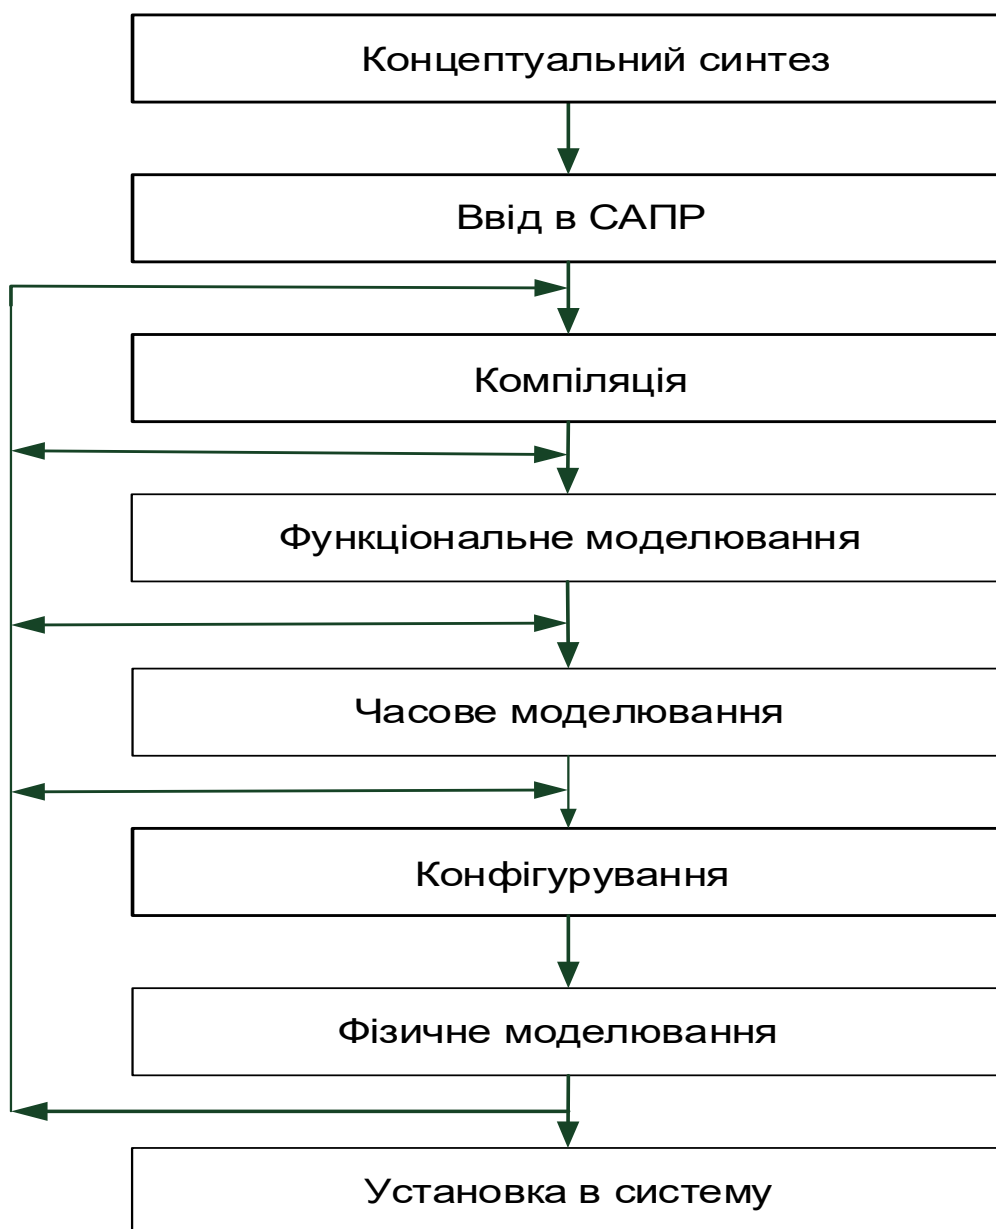 Концептуальний синтез
Ввід в САПР
Компіляція
Функціональне моделювання
Часове моделювання
Конфігурування
Фізичне моделювання
Установка в систему